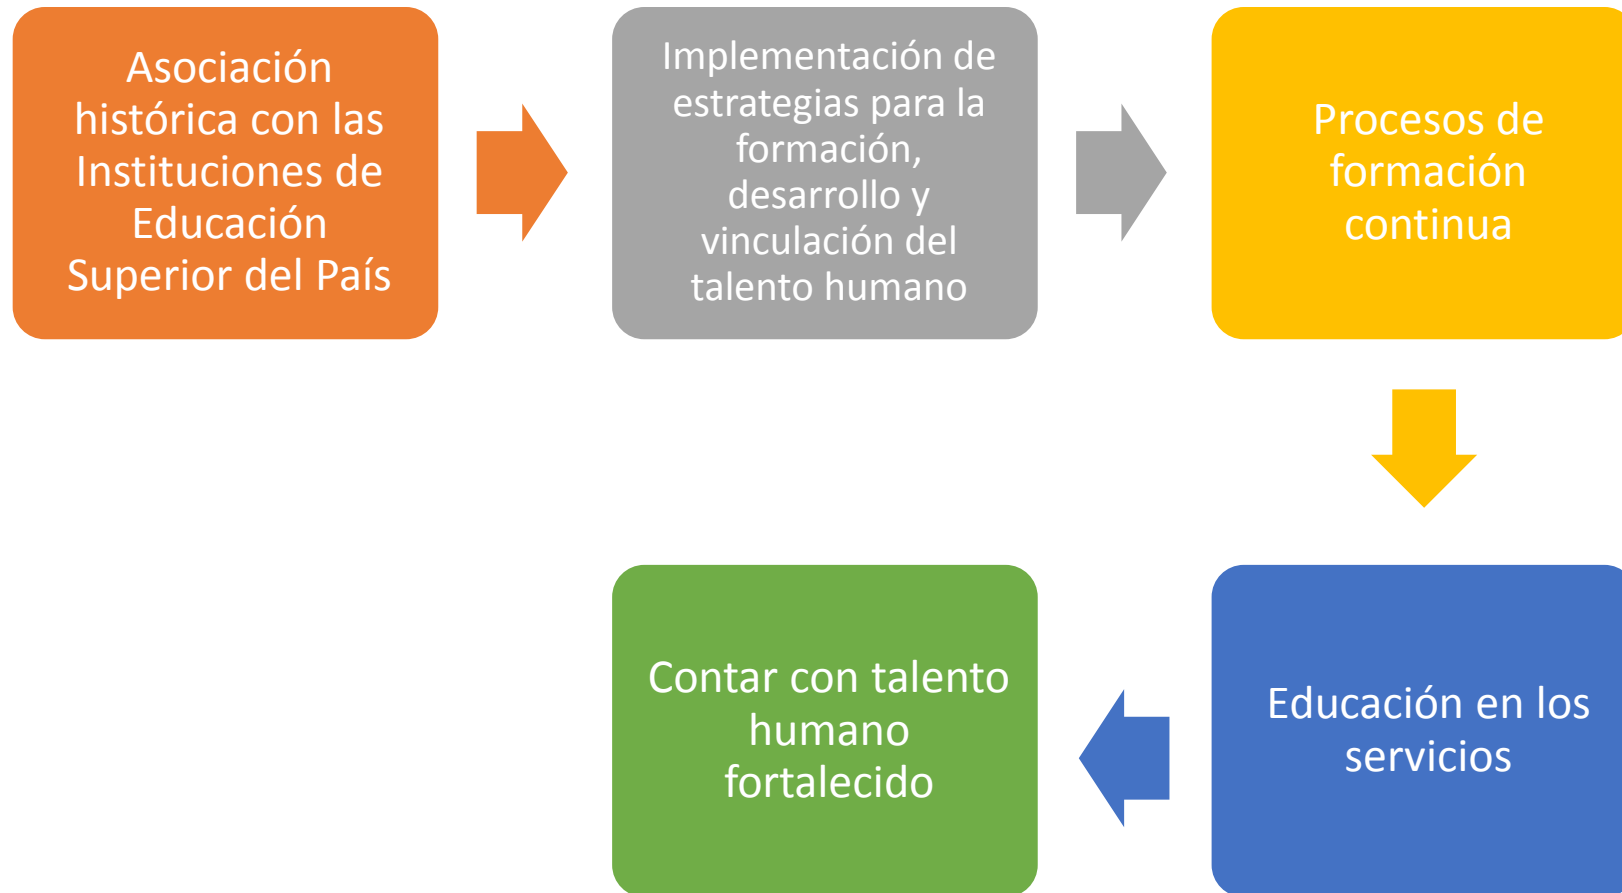 Asociación
histórica con las
Instituciones de
Educación
Superior del País
Implementación de
estrategias para la
formación,
desarrollo y
vinculación del
talento humano
Procesos de
formación
continua
Educación en los
servicios
Contar con talento
humano
fortalecido